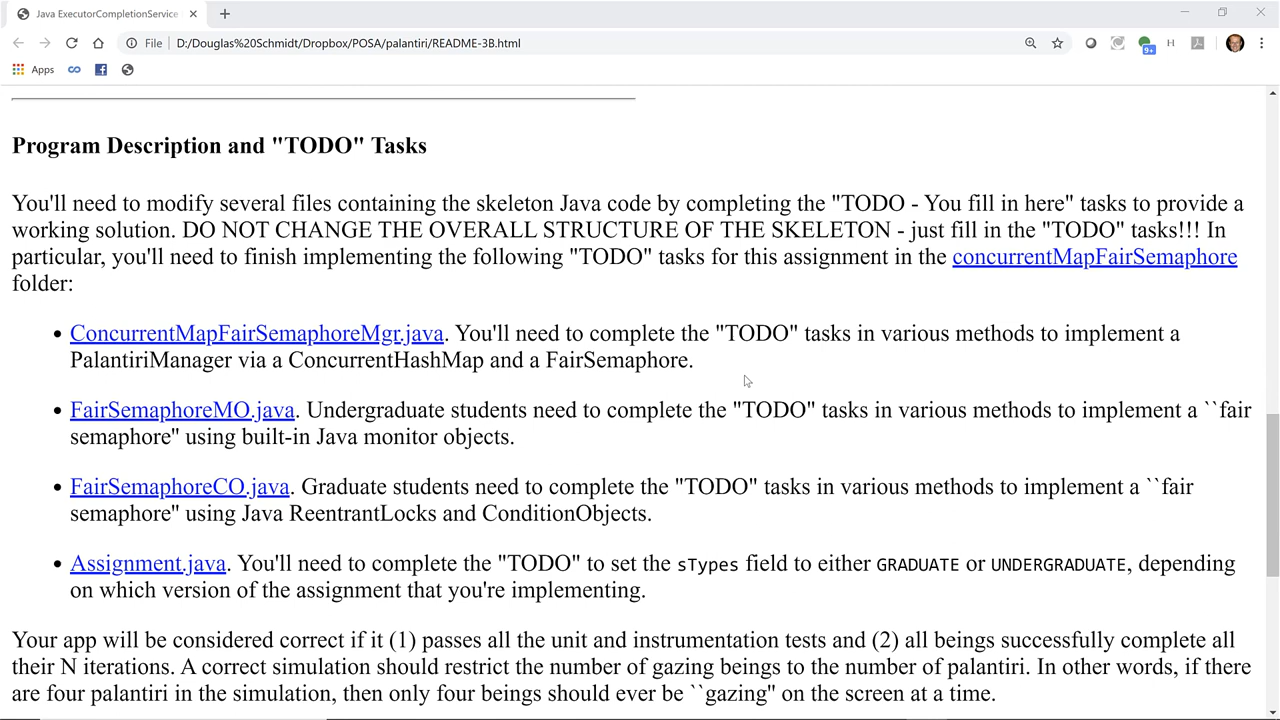 Java ExecutorCompletionService
File D:/Douglas%20Schmidt/Dropbox/POSA/palantiri/README-3B.html
9+
H
Apps
Program Description and "TODO" Tasks
You'll need to modify several files containing the skeleton Java code by completing the "TODO - You fill in here" tasks to provide a
working solution. DO NOT CHANGE THE OVERALL STRUCTURE OF THE SKELETON - just fill in the "TODO" tasks!!! In
particular, you'll need to finish implementing the following "TODO" tasks for this assignment in the concurrentMapFairSemaphore
folder:
• ConcurrentMapFairSemaphoreMgr.java. You'll need to complete the "TODO" tasks in various methods to implement a
PalantiriManager via a ConcurrentHashMap and a FairSemaphore.
• FairSemaphoreMO.java. Undergraduate students need to complete the "TODO" tasks in various methods to implement a ``fair
semaphore'' using built-in Java monitor objects.
• FairSemaphoreCO.java. Graduate students need to complete the "TODO" tasks in various methods to implement a ``fair
semaphore'' using Java ReentrantLocks and ConditionObjects.
• Assignment.java. You'll need to complete the "TODO" to set the sTypes field to either GRADUATE or UNDERGRADUATE, depending
on which version of the assignment that you're implementing.
Your app will be considered correct if it (1) passes all the unit and instrumentation tests and (2) all beings successfully complete all
their N iterations. A correct simulation should restrict the number of gazing beings to the number of palantiri. In other words, if there
are four palantiri in the simulation, then only four beings should ever be ``gazing'' on the screen at a time.